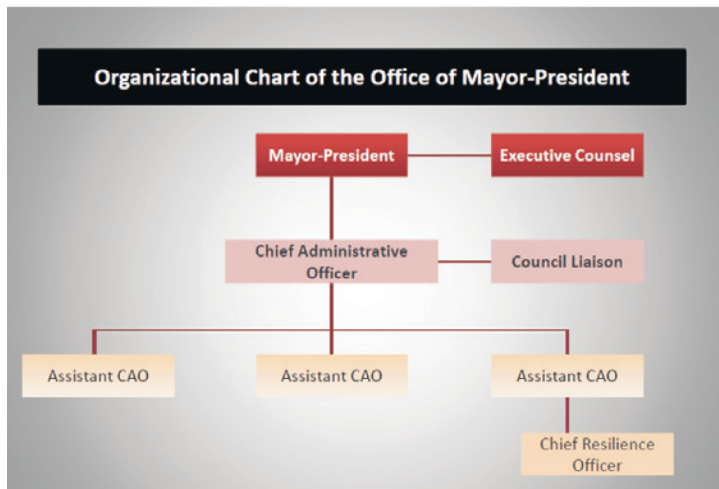 Organizational Chart of the Office of Mayor-President
Mayor-President
Executive Counsel
Chief Administrative
Officer
Council Liaison
Assistant CAO
Assistant CAO
Assistant CAO
Chief Resilience
Officer